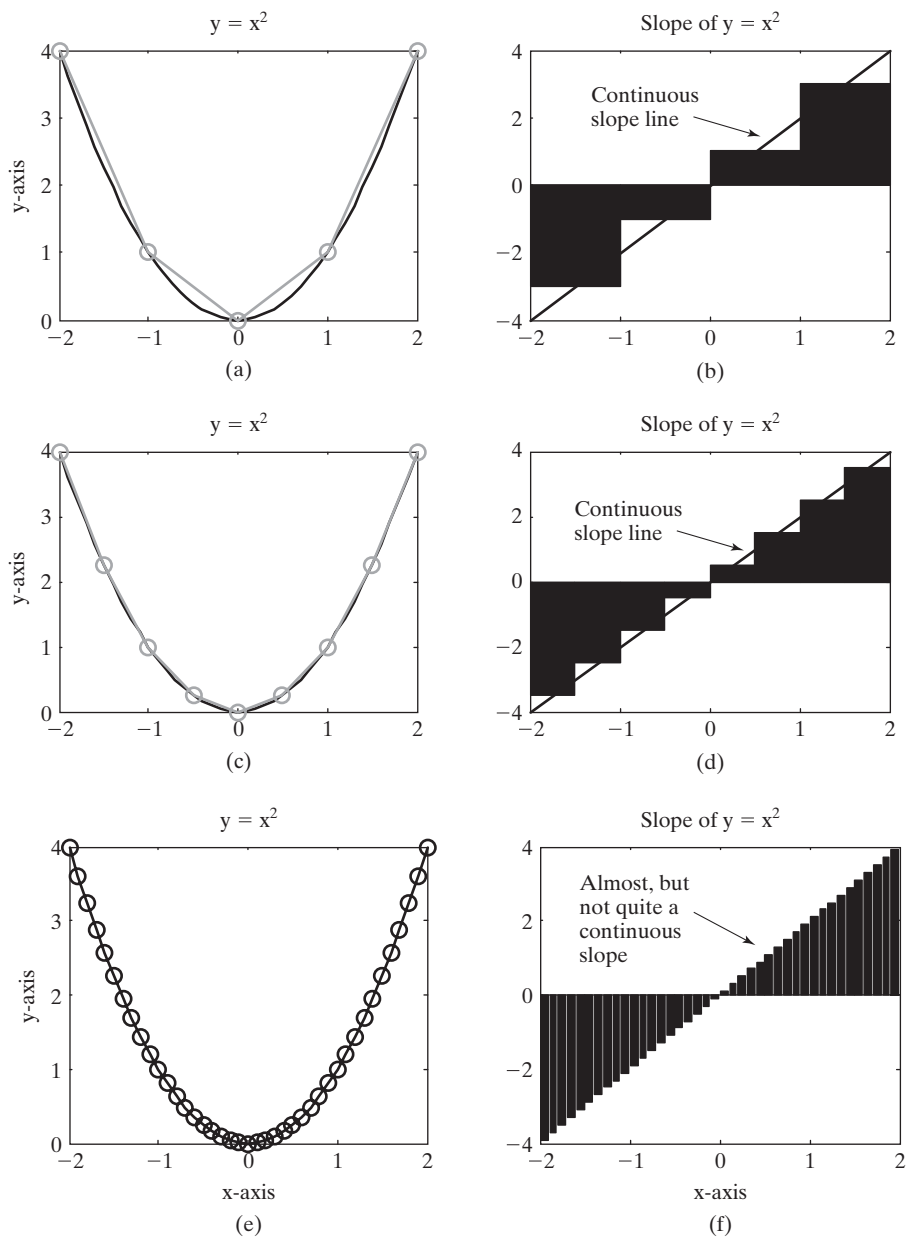 y = x²
Slope of y = x²
4
3
2
1
0
y-axis
−2
−1
0
1
2
(a)
4
2
0
−2
−4
Continuous
slope line
−2
−1
0
1
2
(b)
y = x²
Slope of y = x²
4
3
2
1
0
y-axis
−2
−1
0
1
2
(c)
4
2
0
−2
−4
Continuous
slope line
−2
−1
0
1
2
(d)
y = x²
Slope of y = x²
4
3
2
1
0
y-axis
−2
−1
0
1
2
x-axis
(e)
4
2
0
−2
−4
Almost, but
not quite a
continuous
slope
−2
−1
0
1
2
x-axis
(f)